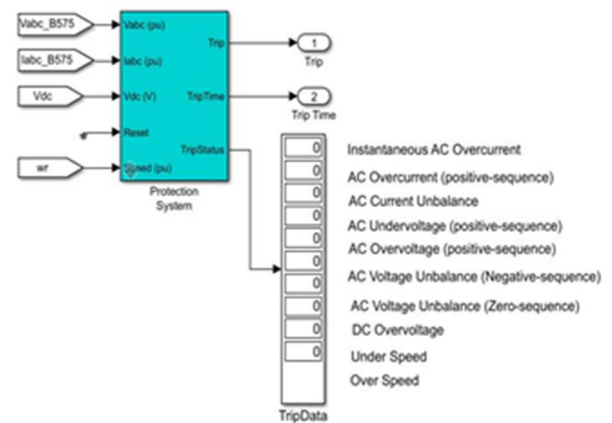 Vabc_B575
Iabc_B575
Vdc
wr
Vabc (pu)
Iabc (pu)
Vdc (V)
Reset
Speed (pu)
Trip
TripTime
TripStatus
Protection
System
1
Trip
2
Trip Time
0
0
0
0
0
0
0
0
0
0
Instantaneous AC Overcurrent
AC Overcurrent (positive-sequence)
AC Current Unbalance
AC Undervoltage (positive-sequence)
AC Overvoltage (positive-sequence)
AC Voltage Unbalance (Negative-sequence)
AC Voltage Unbalance (Zero-sequence)
DC Overvoltage
Under Speed
Over Speed
TripData